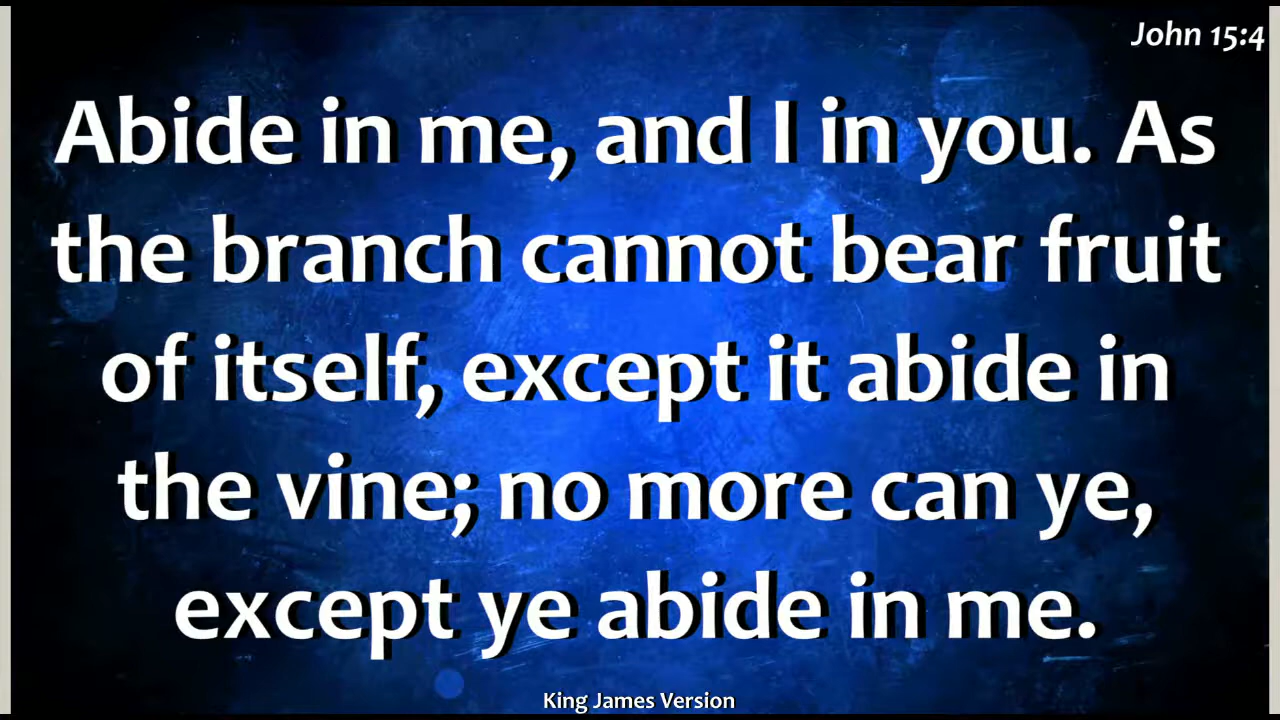 John 15:4
Abide in me, and I in you. As
the branch cannot bear fruit
of itself, except it abide in
the vine; no more can ye,
except ye abide in me.
King James Version